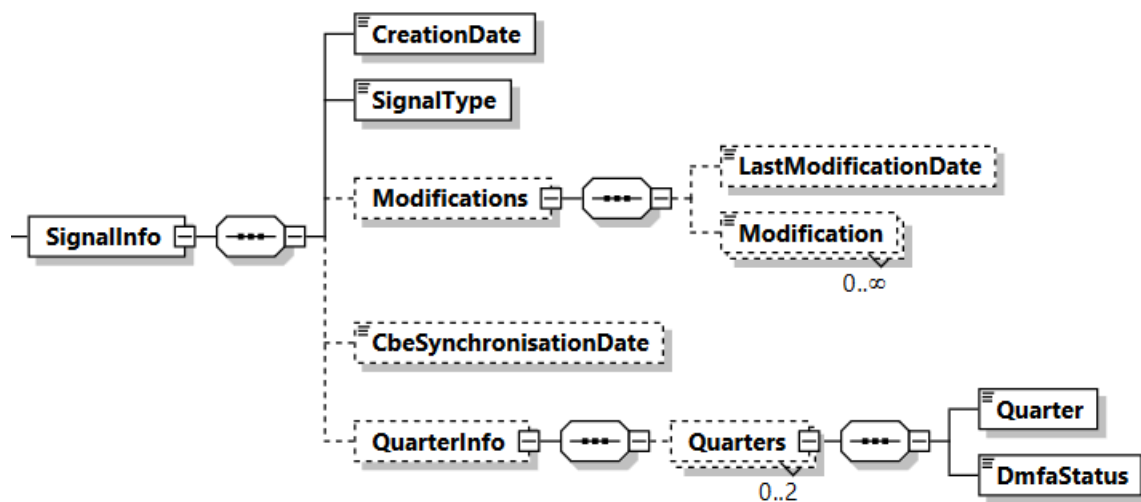 CreationDate
SignalType
LastModificationDate
Modifications
SignalInfo
Modification
0..∞
CbeSynchronisationDate
Quarter
QuarterInfo
Quarters
0..2
DmfaStatus